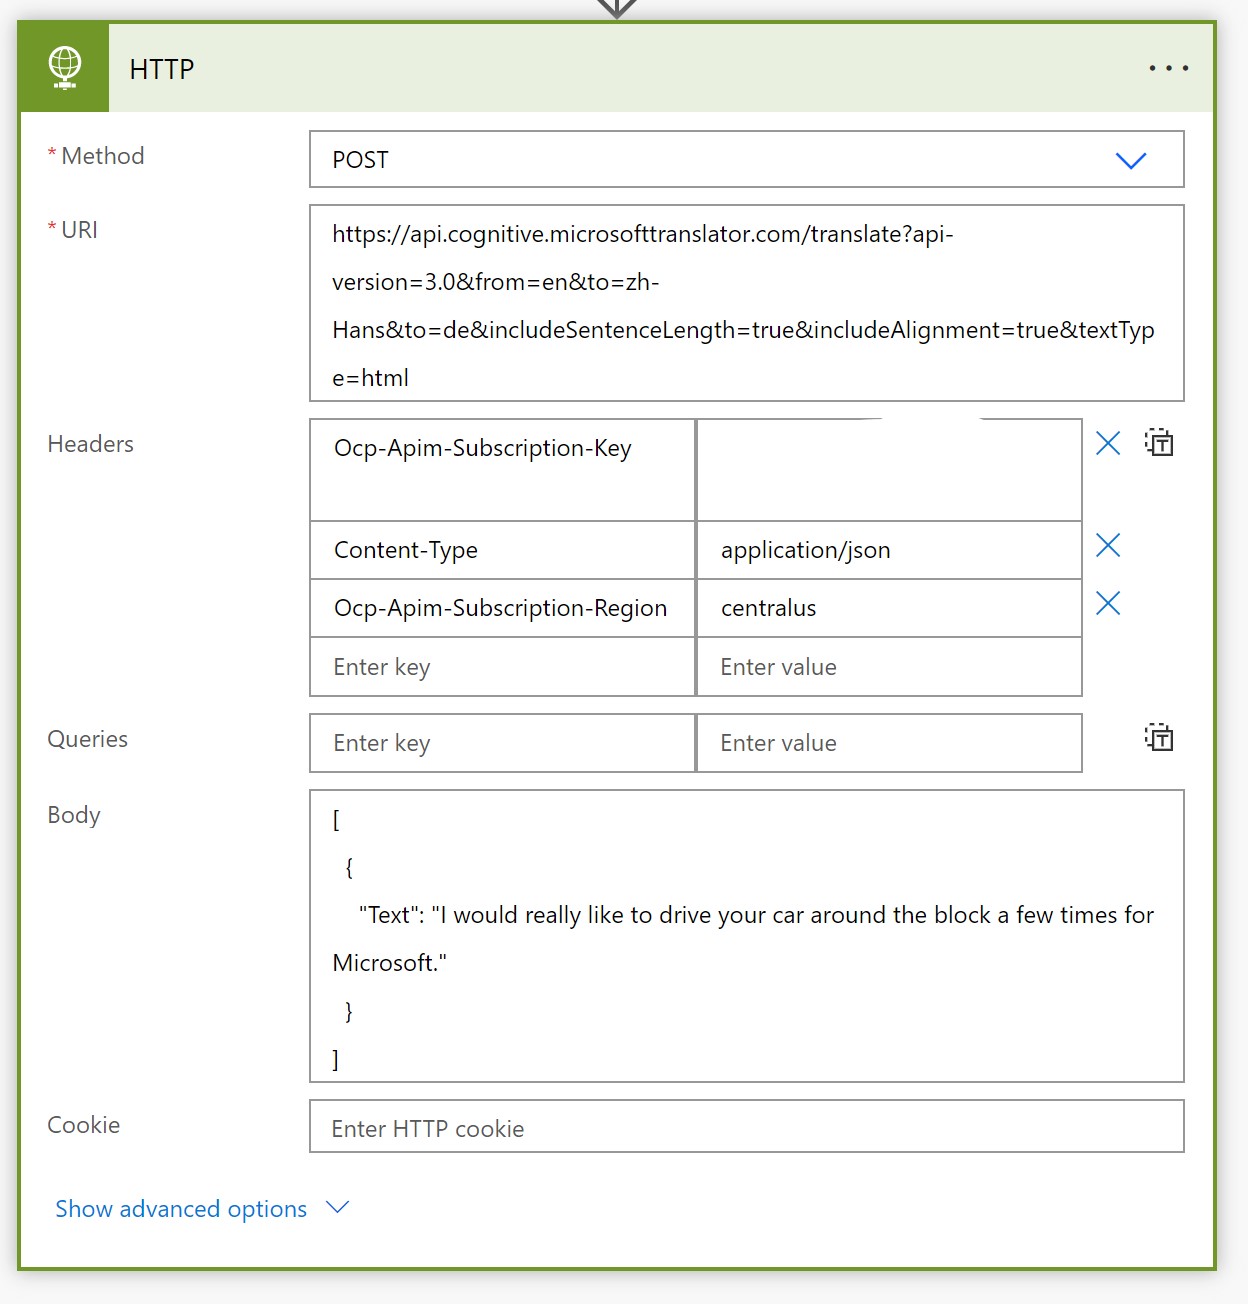 HTTP
* Method
POST
* URI
https://api.cognitive.microsofttranslator.com/translate?api-
version=3.0&from=en&to=zh-
Hans&to=de&includeSentenceLength=true&includeAlignment=true&textTyp
e=html
Headers
Ocp-Apim-Subscription-Key
Content-Type application/json
Ocp-Apim-Subscription-Region centralus
Enter key Enter value
Queries
Enter key Enter value
Body
[
{
"Text": "I would really like to drive your car around the block a few times for
Microsoft."
}
]
Cookie
Enter HTTP cookie
Show advanced options